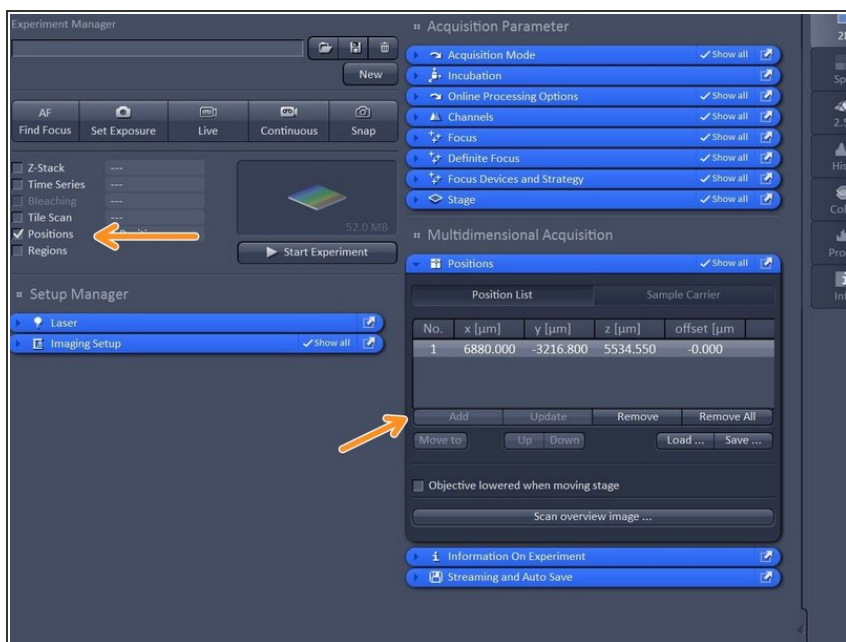 Experiment Manager
New
AF
Find Focus
Set Exposure
Live
Continuous
Snap
Z-Stack ---
Time Series ---
Bleaching ---
Tile Scan ---
Positions
Regions
52.0 MB
Start Experiment
Setup Manager
Laser
Imaging Setup Show all
Acquisition Parameter
Acquisition Mode Show all
Incubation
Online Processing Options Show all
Channels Show all
Focus Show all
Definite Focus Show all
Focus Devices and Strategy Show all
Stage Show all
Multidimensional Acquisition
Positions Show all
Position List Sample Carrier
No. x [µm] y [µm] z [µm] offset [µm
1 6880.000 -3216.800 5534.550 -0.000
Add Update Remove Remove All
Move to Up Down Load ... Save ...
Objective lowered when moving stage
Scan overview image ...
Information On Experiment
Streaming and Auto Save